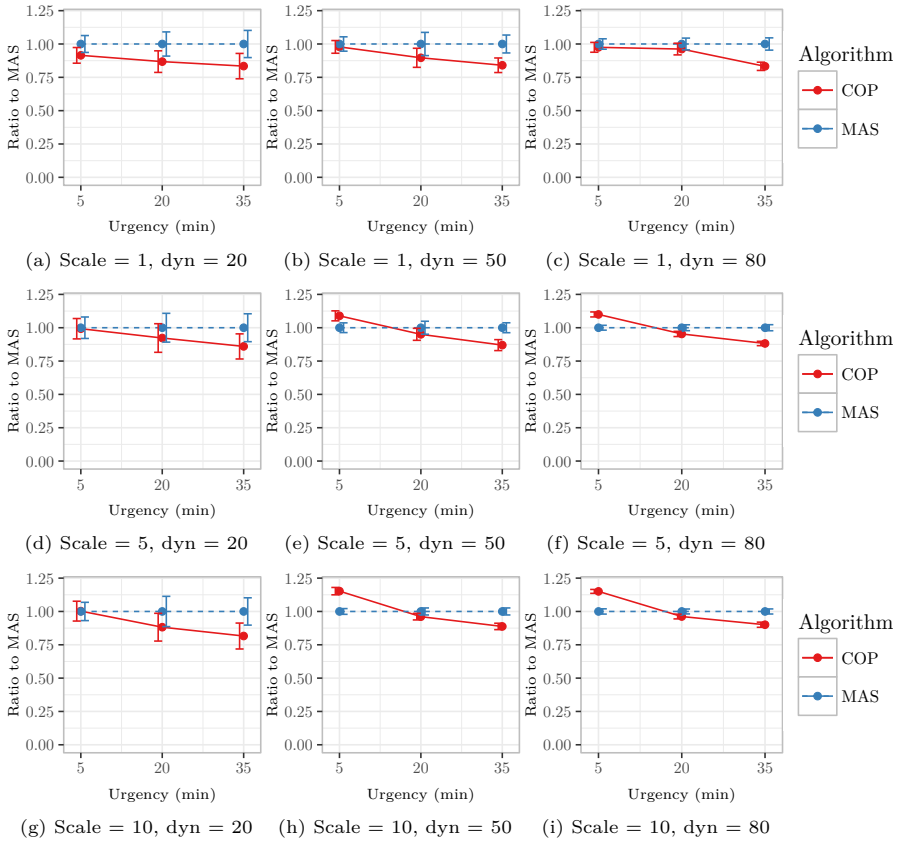 1.25
1.00
0.75
0.50
0.25
0.00
Ratio to MAS
5 20 35
Urgency (min)
(a) Scale = 1, dyn = 20
1.25
1.00
0.75
0.50
0.25
0.00
Ratio to MAS
5 20 35
Urgency (min)
(b) Scale = 1, dyn = 50
1.25
1.00
0.75
0.50
0.25
0.00
Ratio to MAS
5 20 35
Urgency (min)
(c) Scale = 1, dyn = 80
Algorithm
COP
MAS
1.25
1.00
0.75
0.50
0.25
0.00
Ratio to MAS
5 20 35
Urgency (min)
(d) Scale = 5, dyn = 20
1.25
1.00
0.75
0.50
0.25
0.00
Ratio to MAS
5 20 35
Urgency (min)
(e) Scale = 5, dyn = 50
1.25
1.00
0.75
0.50
0.25
0.00
Ratio to MAS
5 20 35
Urgency (min)
(f) Scale = 5, dyn = 80
Algorithm
COP
MAS
1.25
1.00
0.75
0.50
0.25
0.00
Ratio to MAS
5 20 35
Urgency (min)
(g) Scale = 10, dyn = 20
1.25
1.00
0.75
0.50
0.25
0.00
Ratio to MAS
5 20 35
Urgency (min)
(h) Scale = 10, dyn = 50
1.25
1.00
0.75
0.50
0.25
0.00
Ratio to MAS
5 20 35
Urgency (min)
(i) Scale = 10, dyn = 80
Algorithm
COP
MAS